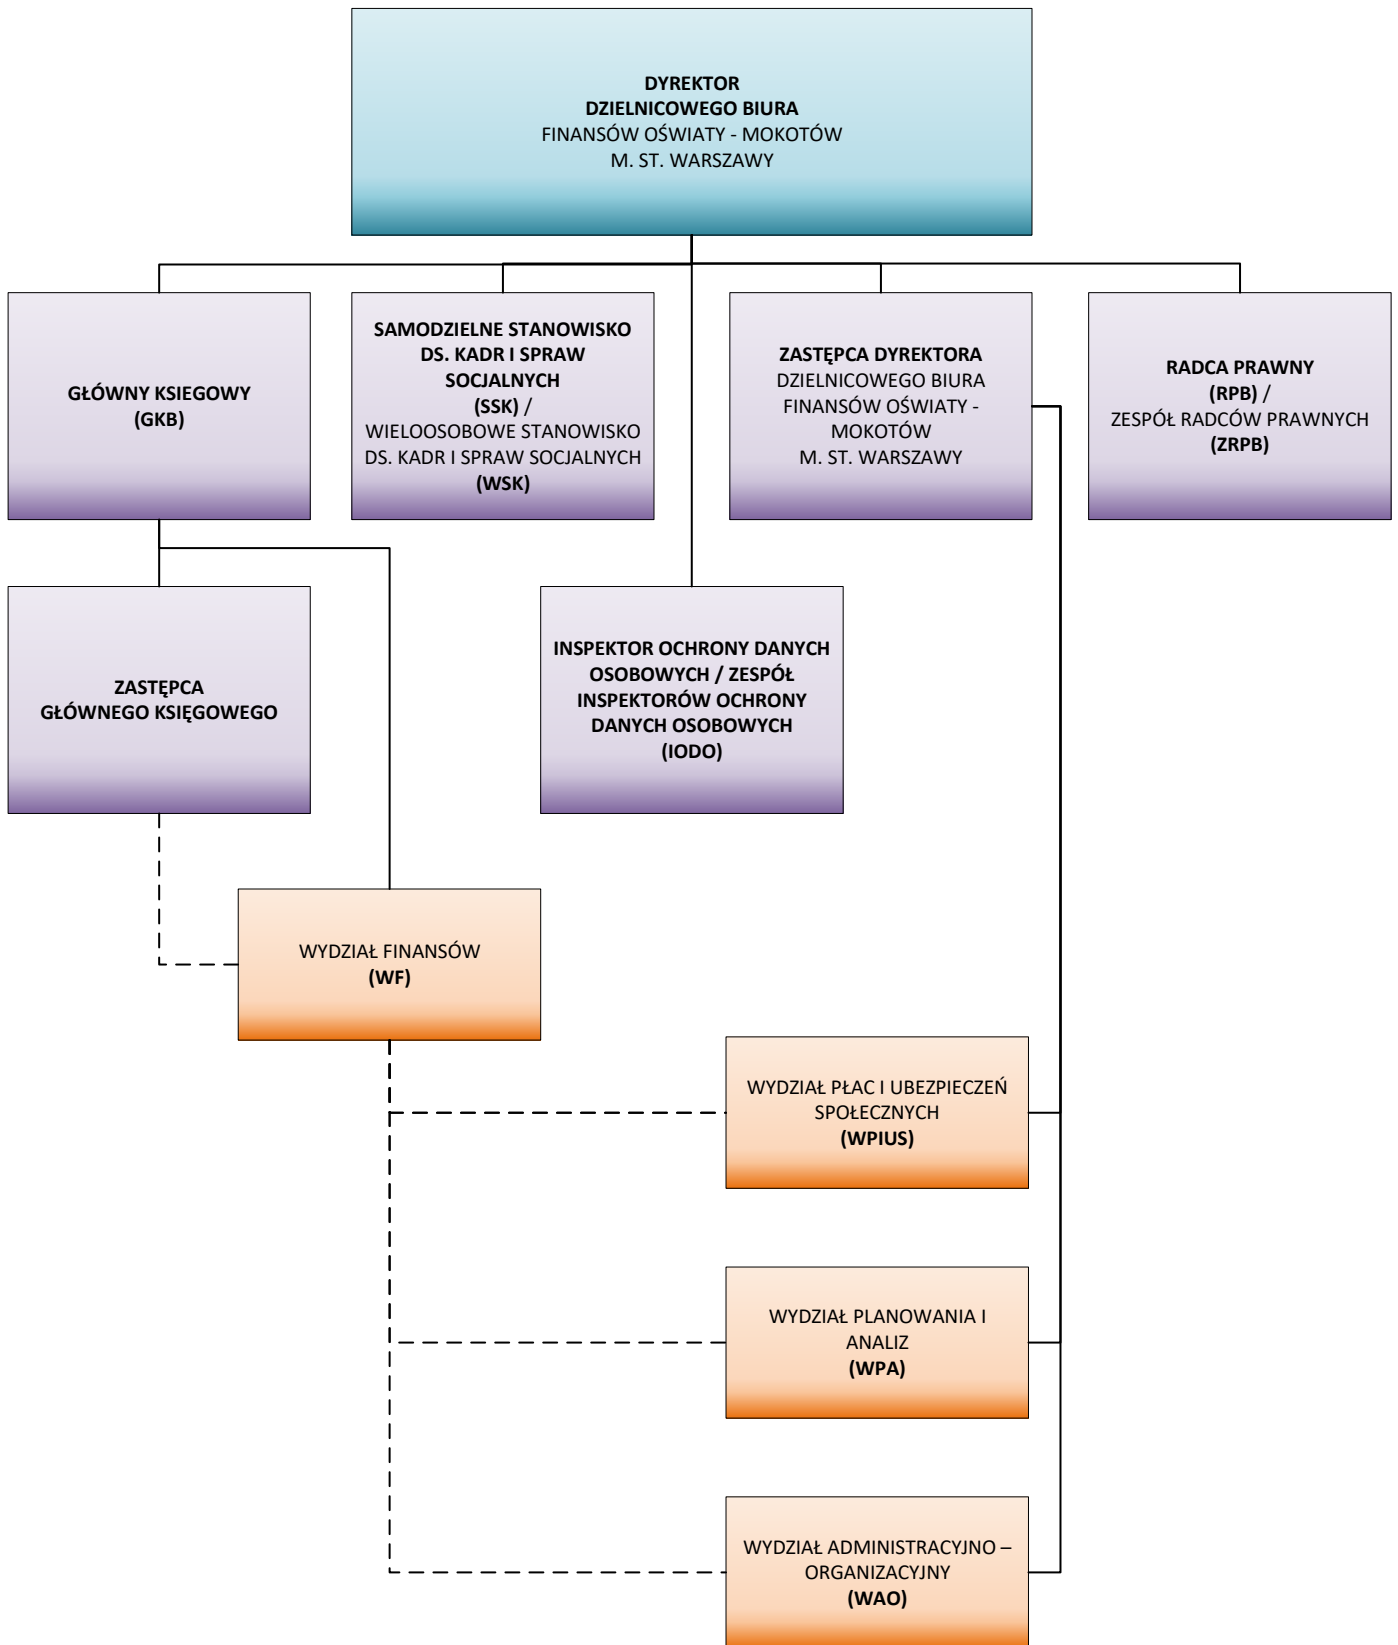 DYREKTOR
DZIELNICOWEGO BIURA
FINANSÓW OŚWIATY - MOKOTÓW
M. ST. WARSZAWY
GŁÓWNY KSIEGOWY
(GKB)
SAMODZIELNE STANOWISKO
DS. KADR I SPRAW
SOCJALNYCH
(SSK) /
WIELOOSOBOWE STANOWISKO
DS. KADR I SPRAW SOCJALNYCH
(WSK)
ZASTĘPCA DYREKTORA
DZIELNICOWEGO BIURA
FINANSÓW OŚWIATY -
MOKOTÓW
M. ST. WARSZAWY
RADCA PRAWNY
(RPB) /
ZESPÓŁ RADCÓW PRAWNYCH
(ZRPB)
ZASTĘPCA
GŁÓWNEGO KSIĘGOWEGO
INSPEKTOR OCHRONY DANYCH
OSOBOWYCH / ZESPÓŁ
INSPEKTORÓW OCHRONY
DANYCH OSOBOWYCH
(IODO)
WYDZIAŁ FINANSÓW
(WF)
WYDZIAŁ PŁAC I UBEZPIECZEŃ
SPOŁECZNYCH
(WPIUS)
WYDZIAŁ PLANOWANIA I
ANALIZ
(WPA)
WYDZIAŁ ADMINISTRACYJNO –
ORGANIZACYJNY
(WAO)